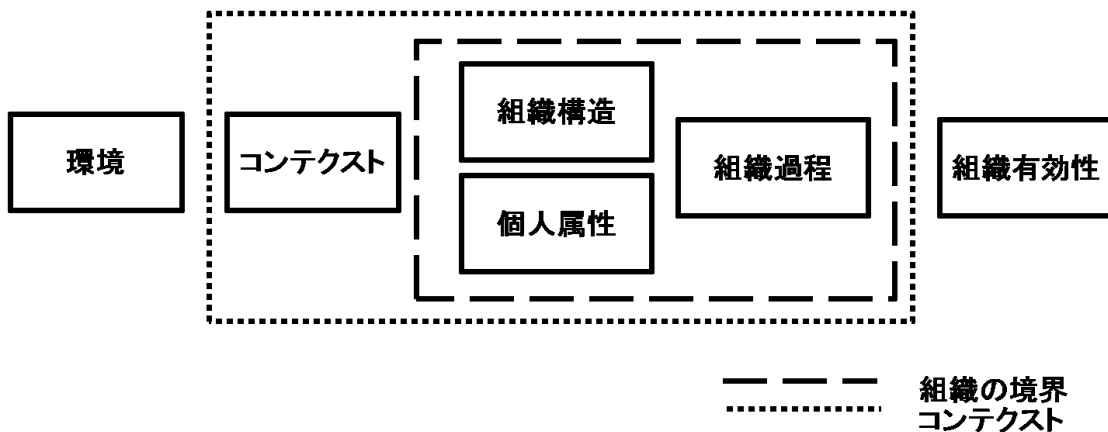 環境
コンテクスト
組織構造
個人属性
組織過程
組織有効性
組織の境界
コンテクスト